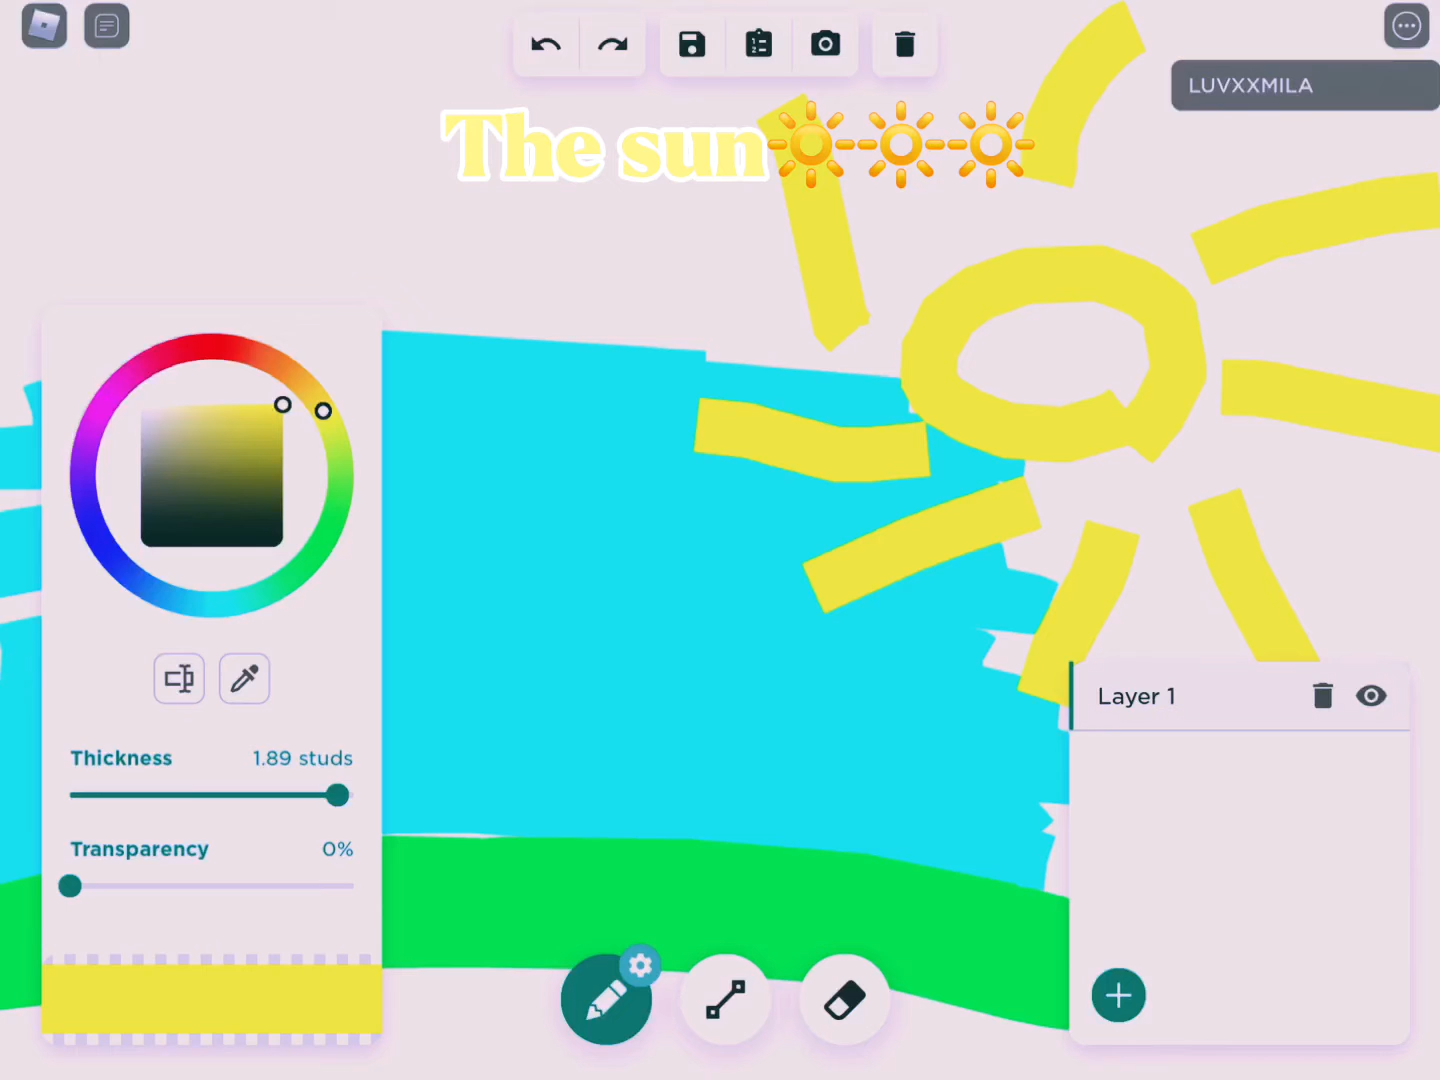 LUVXXMILA
The sun🔆🔆🔆
Thickness 1.89 studs
Transparency 0%
Layer 1